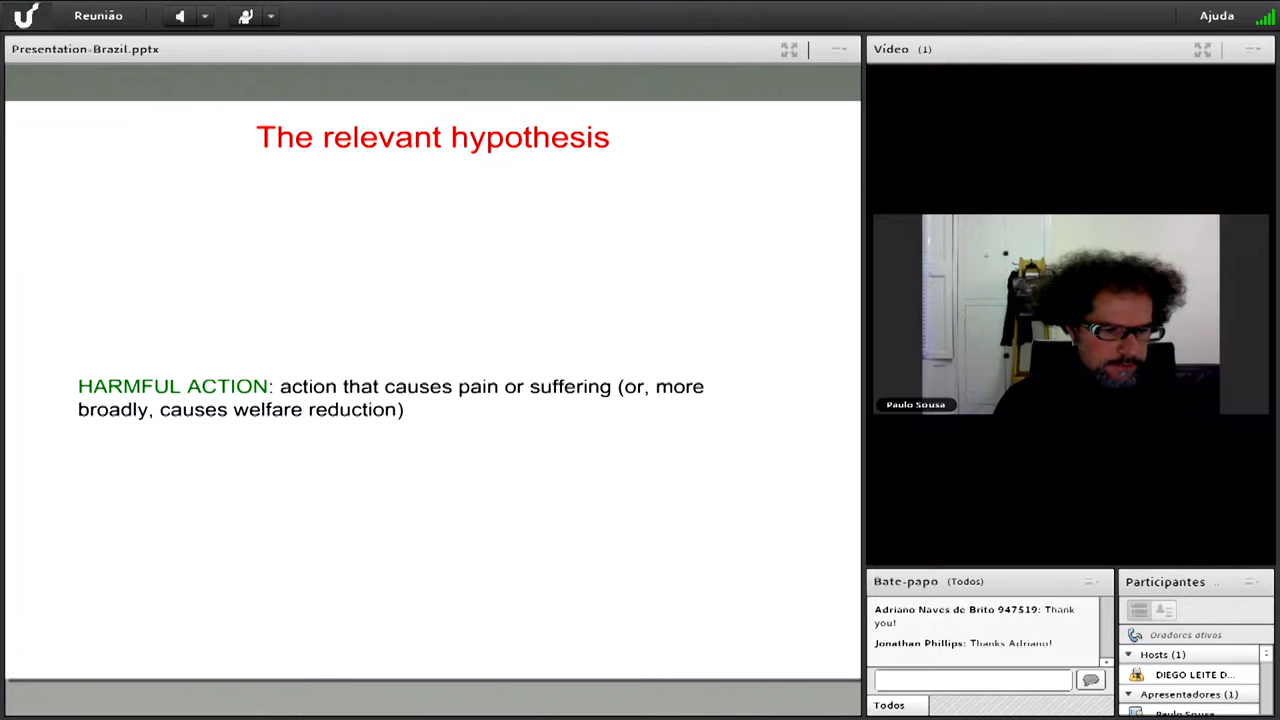 Reunião
Ajuda
Presentation-Brazil.pptx
The relevant hypothesis
HARMFUL ACTION: action that causes pain or suffering (or, more
broadly, causes welfare reduction)
Vídeo (1)
Paulo Sousa
Bate-papo (Todos)
Adriano Naves de Brito 947519: Thank
you!
Jonathan Phillips: Thanks Adriano!
Todos
Participantes ..
Oradores ativos
Hosts (1)
DIEGO LEITE D...
Apresentadores (1)
Paulo Sousa